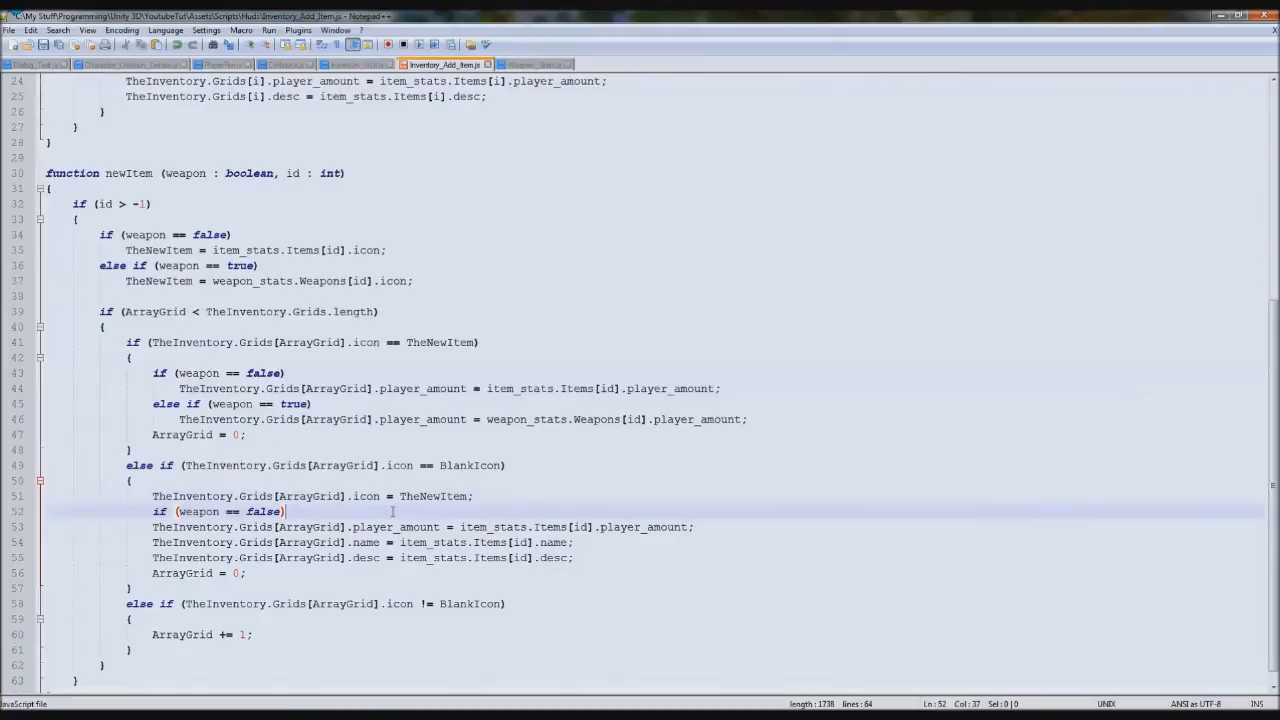 *C:\My Stuff\Programming\Unity 3D\YoutubeTut\Assets\Scripts\Huds\Inventory_Add_Item.js - Notepad++
File Edit Search View Encoding Language Settings Macro Run Plugins Window
Inventory_Add_Item.js
24 TheInventory.Grids[i].player_amount = item_stats.Items[i].player_amount;
25 TheInventory.Grids[i].desc = item_stats.Items[i].desc;
26 }
27 }
28 }
29
30 function newItem (weapon : boolean, id : int)
31 {
32 if (id > -1)
33 {
34 if (weapon == false)
35 TheNewItem = item_stats.Items[id].icon;
36 else if (weapon == true)
37 TheNewItem = weapon_stats.Weapons[id].icon;
38
39 if (ArrayGrid < TheInventory.Grids.length)
40 {
41 if (TheInventory.Grids[ArrayGrid].icon == TheNewItem)
42 {
43 if (weapon == false)
44 TheInventory.Grids[ArrayGrid].player_amount = item_stats.Items[id].player_amount;
45 else if (weapon == true)
46 TheInventory.Grids[ArrayGrid].player_amount = weapon_stats.Weapons[id].player_amount;
47 ArrayGrid = 0;
48 }
49 else if (TheInventory.Grids[ArrayGrid].icon == BlankIcon)
50 {
51 TheInventory.Grids[ArrayGrid].icon = TheNewItem;
52 if (weapon == false)
53 TheInventory.Grids[ArrayGrid].player_amount = item_stats.Items[id].player_amount;
54 TheInventory.Grids[ArrayGrid].name = item_stats.Items[id].name;
55 TheInventory.Grids[ArrayGrid].desc = item_stats.Items[id].desc;
56 ArrayGrid = 0;
57 }
58 else if (TheInventory.Grids[ArrayGrid].icon != BlankIcon)
59 {
60 ArrayGrid += 1;
61 }
62 }
63 }
JavaScript file length : 1738 lines : 64 Ln : 52 Col : 37 Sel : 0 | 0 UNIX ANSI as UTF-8 INS